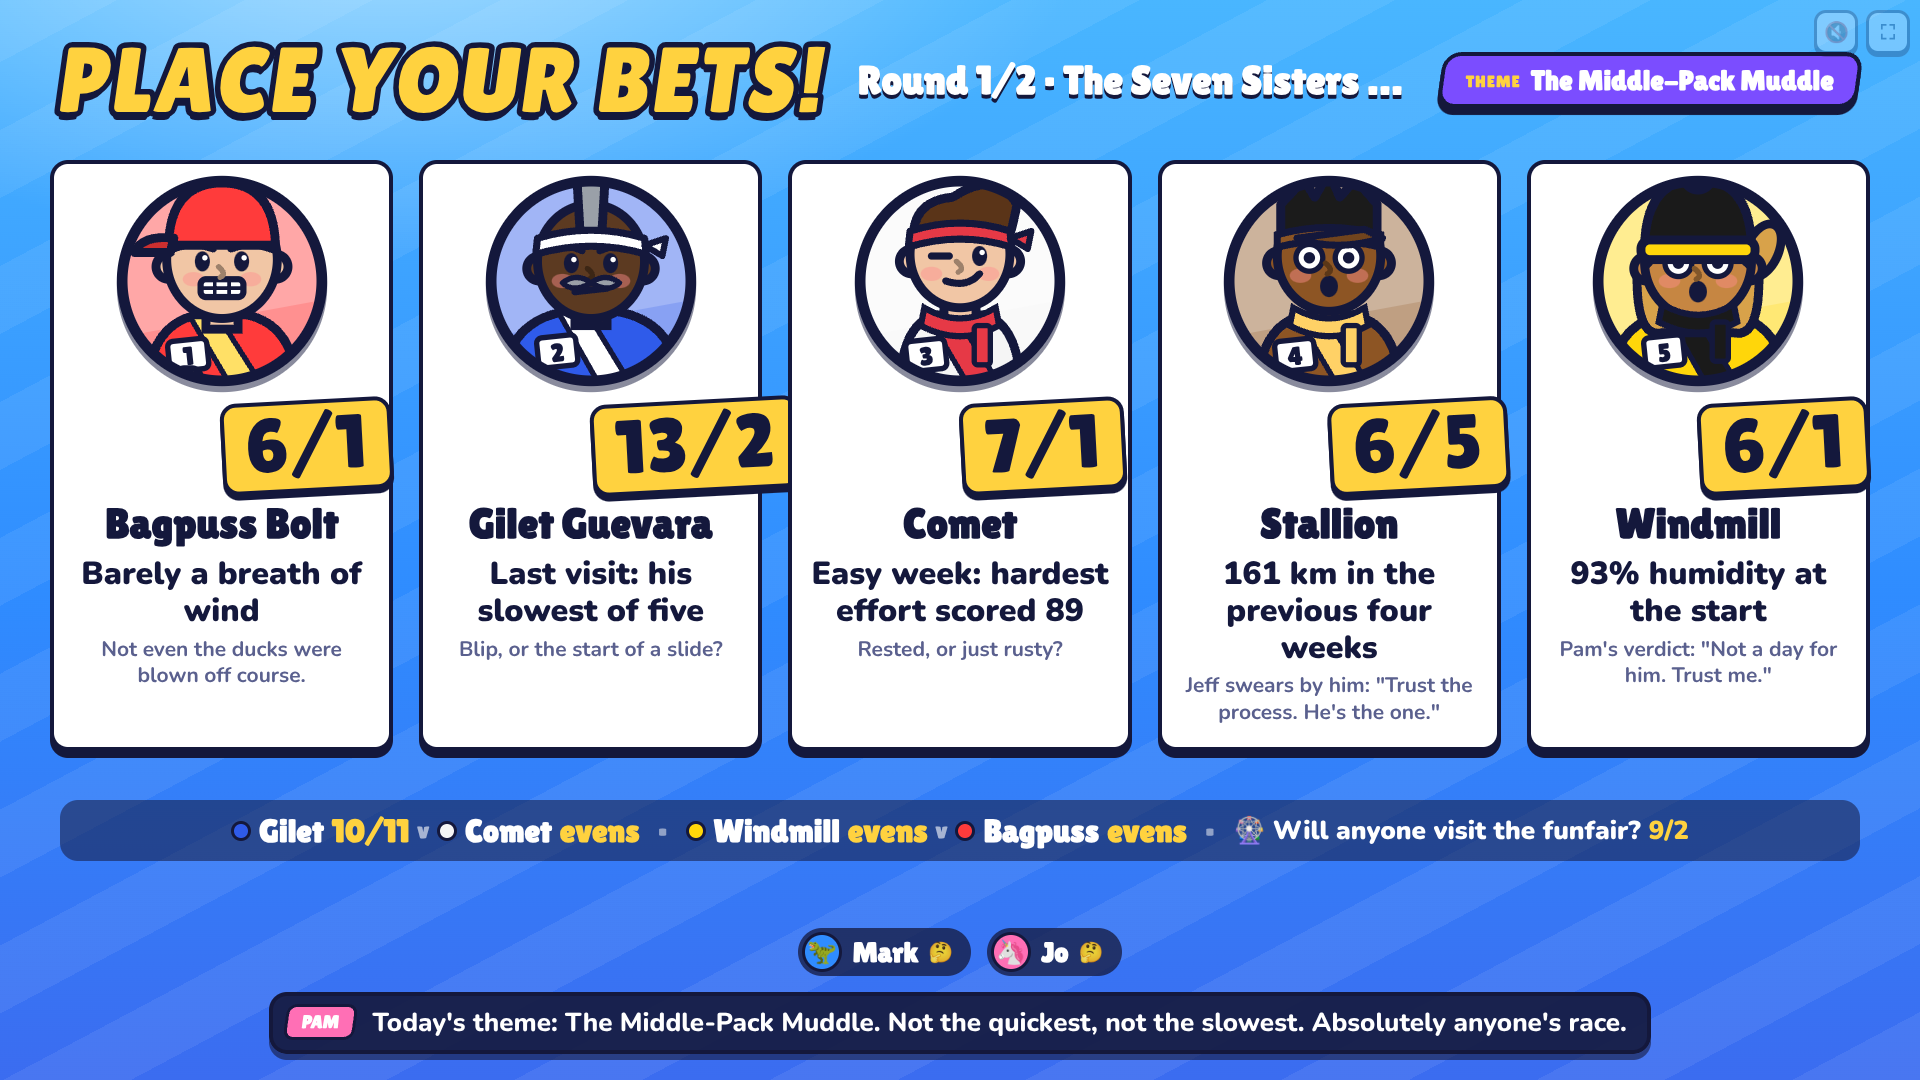 PLACE YOUR BETS!
Round 1/2 · The Seven Sisters ...
THEME The Middle-Pack Muddle
1
6/1
Bagpuss Bolt
Barely a breath of
wind
Not even the ducks were
blown off course.
2
13/2
Gilet Guevara
Last visit: his
slowest of five
Blip, or the start of a slide?
3
7/1
Comet
Easy week: hardest
effort scored 89
Rested, or just rusty?
4
6/5
Stallion
161 km in the
previous four
weeks
Jeff swears by him: "Trust the
process. He's the one."
5
6/1
Windmill
93% humidity at
the start
Pam's verdict: "Not a day for
him. Trust me."
Gilet 10/11 v Comet evens · Windmill evens v Bagpuss evens · Will anyone visit the funfair? 9/2
Mark Jo
PAM Today's theme: The Middle-Pack Muddle. Not the quickest, not the slowest. Absolutely anyone's race.